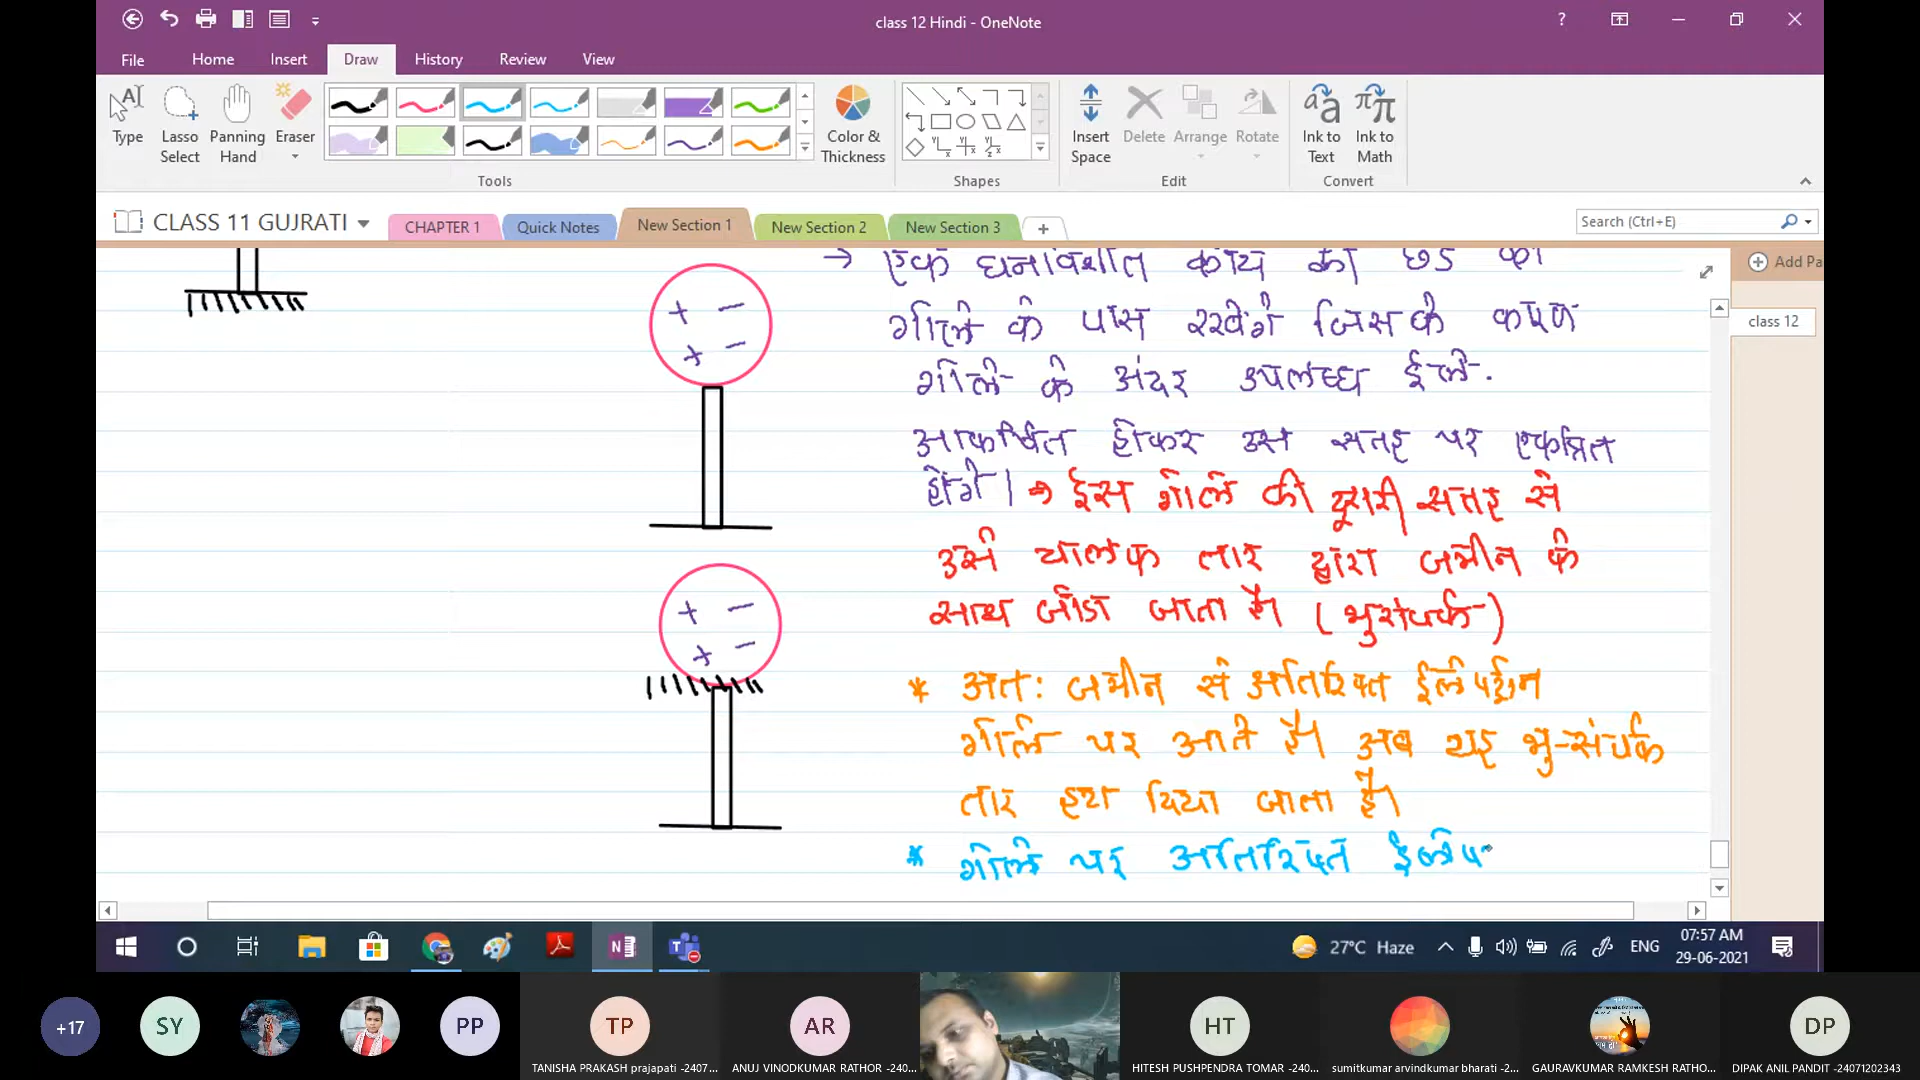 class 12 Hindi - OneNote
?
File
Home
Insert
Draw
History
Review
View
Type
Lasso Select
Panning Hand
Eraser
Color & Thickness
Insert Space
Delete
Arrange
Rotate
Ink to Text
Ink to Math
Tools
Shapes
Edit
Convert
CLASS 11 GUJRATI
CHAPTER 1
Quick Notes
New Section 1
New Section 2
New Section 3
+
Search (Ctrl+E)
Add Pa
class 12
→ एक घनावेशीत काय की छड को
गोले के पास रखेंगे जिसके कारण
गोले के अंदर उपलब्ध ईले.
आकर्षित होकर उस सतह पर एकत्रित
होंगे। → इस गोले की दूसरी सतह से
उसे चालक तार द्वारा जमीन के
साथ जोडा जाता है। (भुसंपर्क)
* अत: जमीन से अतिरिक्त ईलेक्ट्रोन
गोले पर आते है। अब यह भु-संपर्क
तार हटा दिया जाता है।
* गोले पर अतिरिक्त
+ −
+ −
+ −
+ −
27°C Haze
ENG
07:57 AM
29-06-2021
+17
SY
PP
TP
AR
HT
DP
TANISHA PRAKASH prajapati -2407...
ANUJ VINODKUMAR RATHOR -240...
HITESH PUSHPENDRA TOMAR -240...
sumitkumar arvindkumar bharati -2...
GAURAVKUMAR RAMKESH RATHO...
DIPAK ANIL PANDIT -24071202343